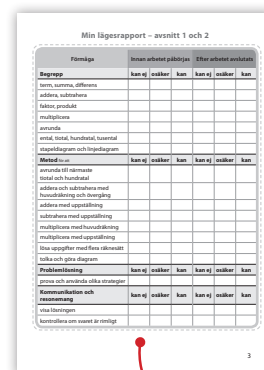 Min lägesrapport – avsnitt 1 och 2
Förmåga Innan arbetet påbörjas Efter arbetet avslutats
Begrepp kan ej osäker kan kan ej osäker kan
term, summa, differens
addera, subtrahera
faktor, produkt
multiplicera
avrunda
ental, tiotal, hundratal, tusental
stapeldiagram och linjediagram
Metod för att kan ej osäker kan kan ej osäker kan
avrunda till närmaste
tiotal och hundratal
addera och subtrahera med
huvudräkning och övergång
addera med uppställning
subtrahera med uppställning
multiplicera med huvudräkning
multiplicera med uppställning
lösa uppgifter med flera räknesätt
tolka och göra diagram
Problemlösning kan ej osäker kan kan ej osäker kan
prova och använda olika strategier
Kommunikation och
resonemang kan ej osäker kan kan ej osäker kan
visa lösningen
kontrollera om svaret är rimligt
3